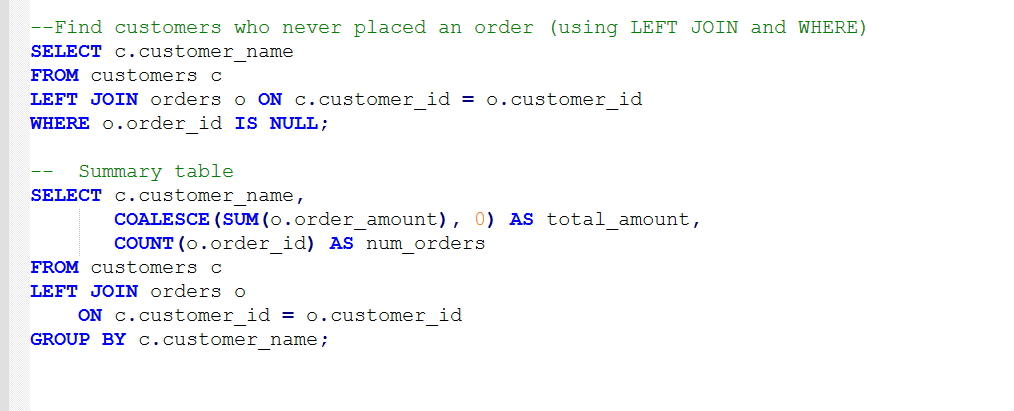 --Find customers who never placed an order (using LEFT JOIN and WHERE)
SELECT c.customer_name
FROM customers c
LEFT JOIN orders o ON c.customer_id = o.customer_id
WHERE o.order_id IS NULL;

--  Summary table
SELECT c.customer_name,
       COALESCE(SUM(o.order_amount), 0) AS total_amount,
       COUNT(o.order_id) AS num_orders
FROM customers c
LEFT JOIN orders o
    ON c.customer_id = o.customer_id
GROUP BY c.customer_name;